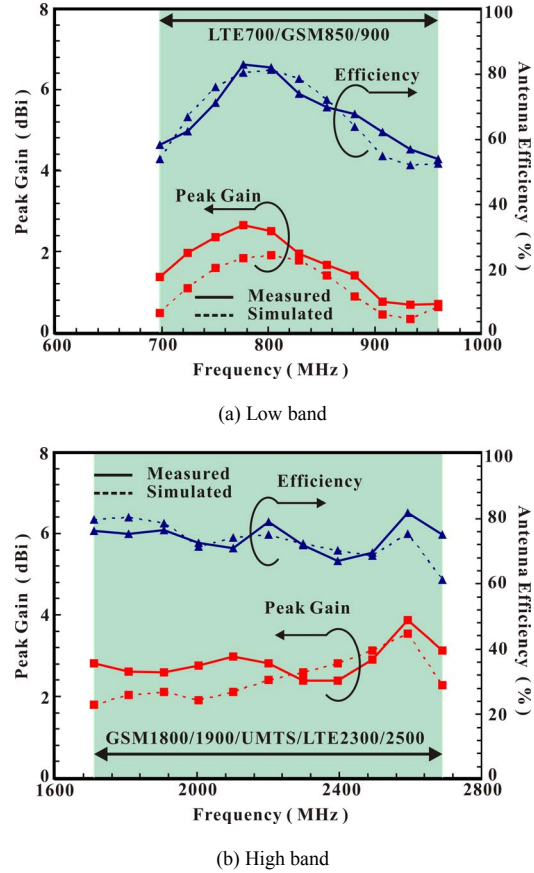 8
100
LTE700/GSM850/900
Efficiency
80
6
60
4
Peak Gain
40
2
20
Measured
Simulated
0
0
600
700
800
900
1000
Frequency ( MHz )
Peak Gain ( dBi )
Antenna Efficiency ( % )
(a) Low band
8
100
Measured
Simulated
Efficiency
80
6
60
4
Peak Gain
40
2
20
GSM1800/1900/UMTS/LTE2300/2500
0
0
1600
2000
2400
2800
Frequency ( MHz )
Peak Gain ( dBi )
Antenna Efficiency ( % )
(b) High band